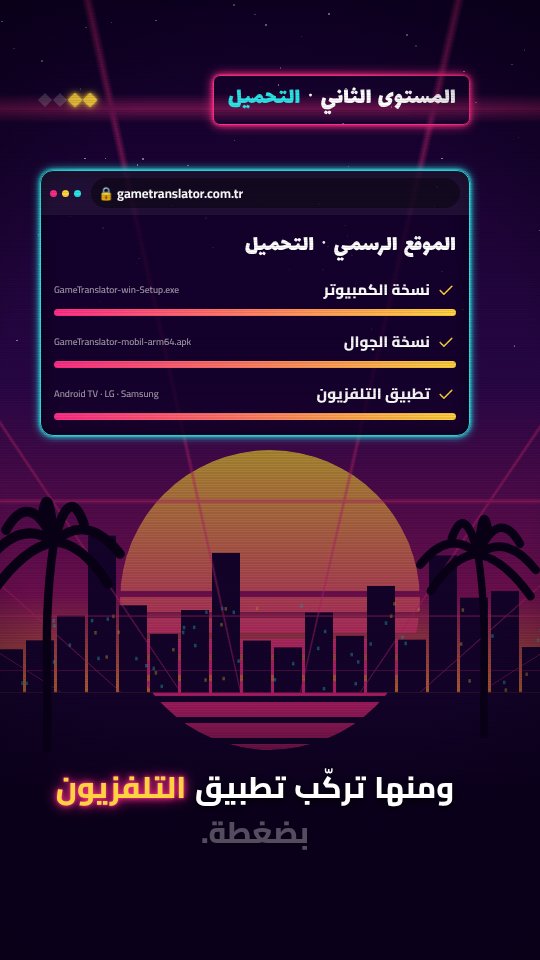 المستوى الثاني · التحميل
gametranslator.com.tr
الموقع الرسمي · التحميل
نسخة الكمبيوتر GameTranslator-win-Setup.exe
نسخة الجوال GameTranslator-mobil-arm64.apk
تطبيق التلفزيون Android TV · LG · Samsung
ومنها تركّب تطبيق التلفزيون
بضغطة.